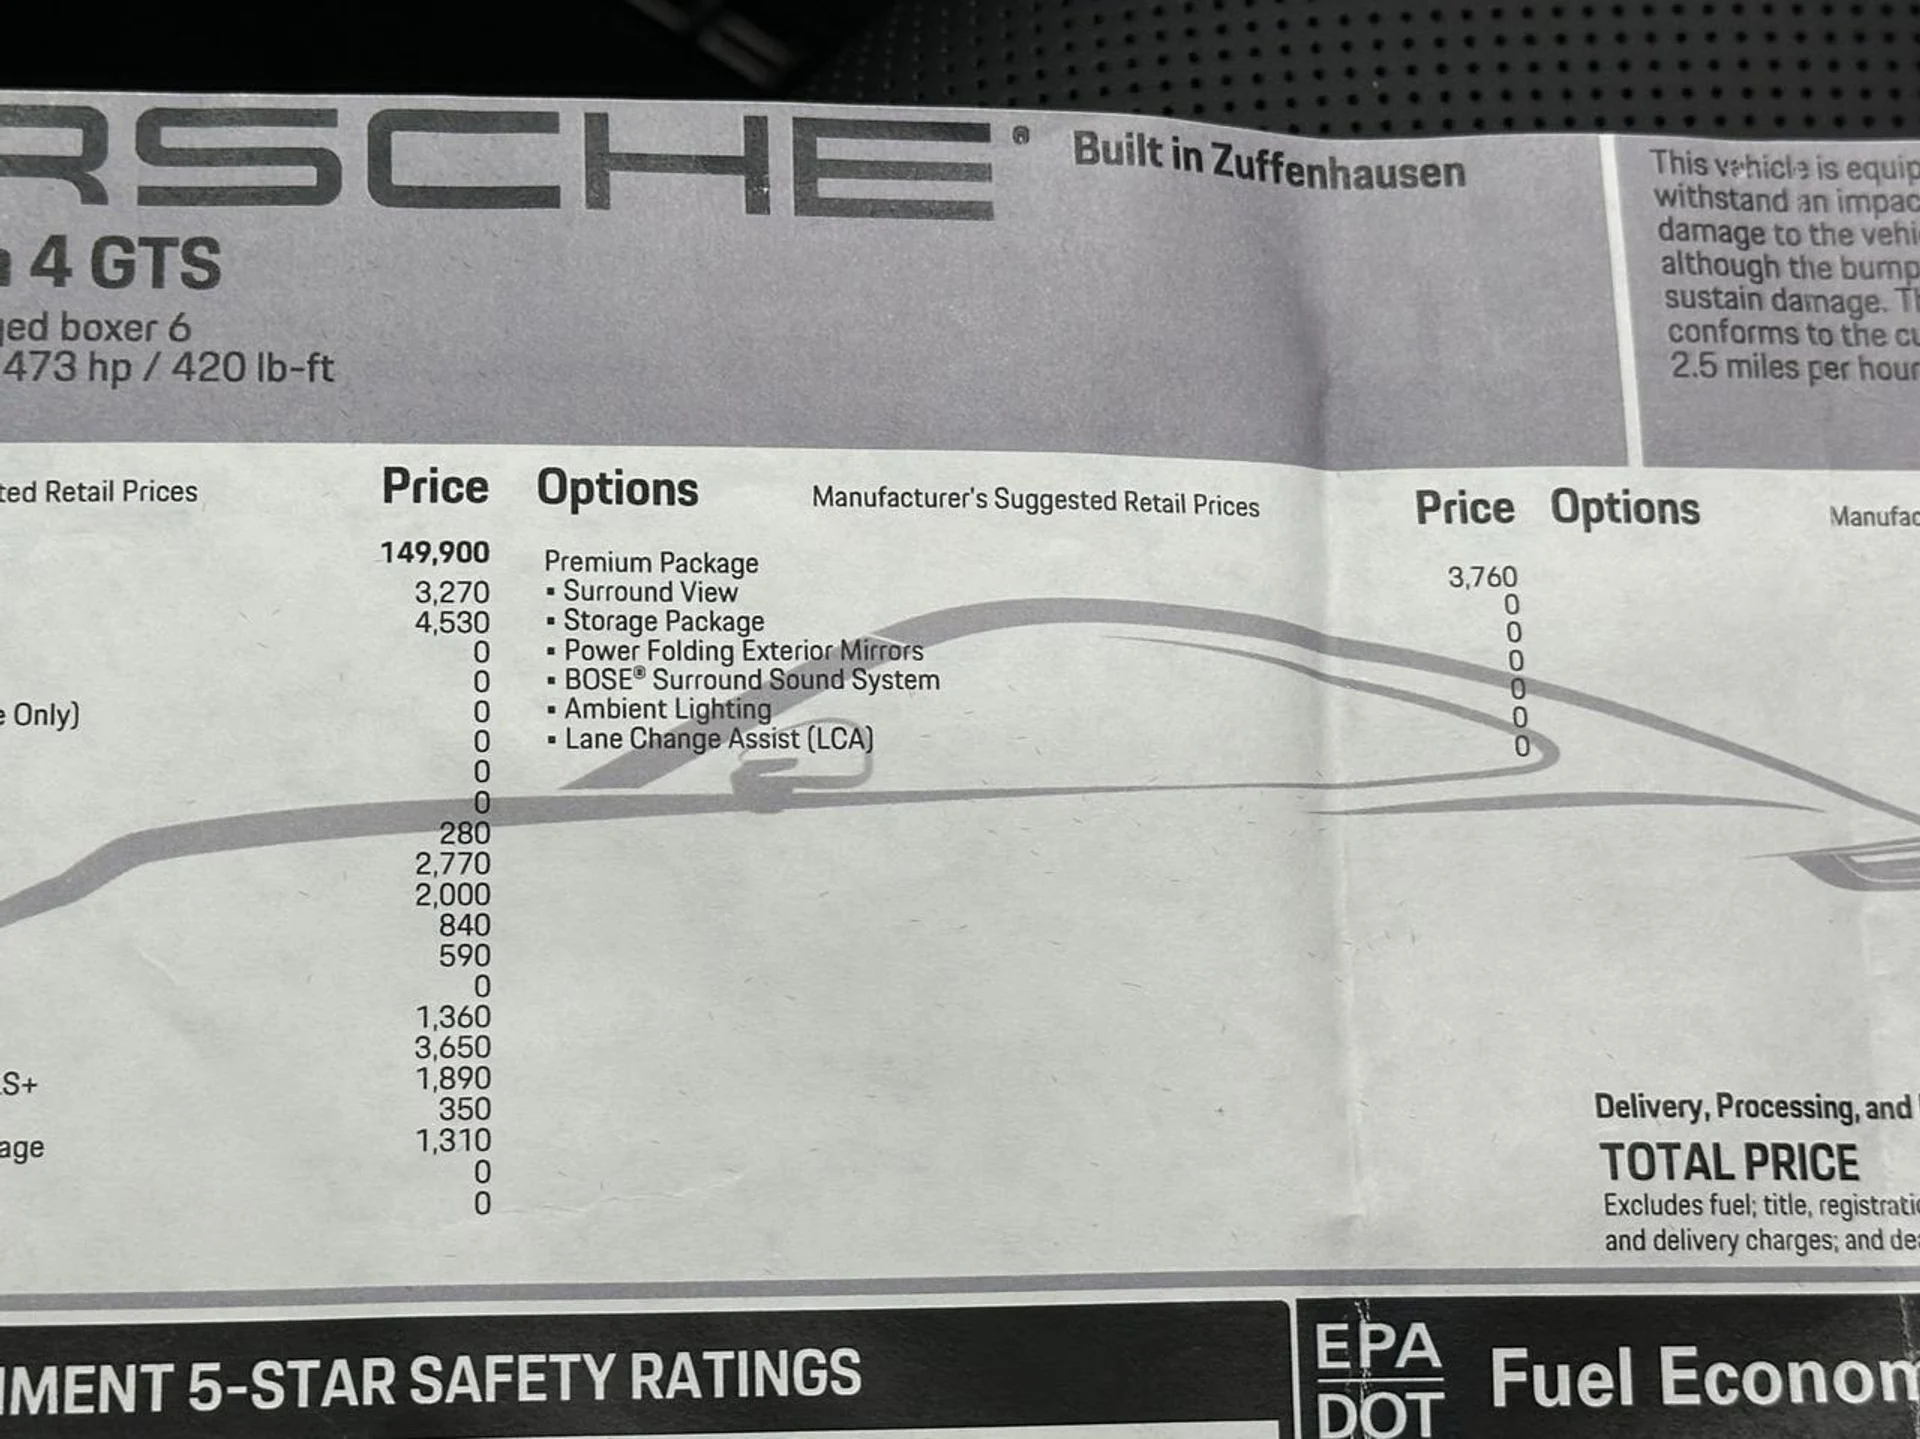 RSCHE® Built in Zuffenhausen
4 GTS
ged boxer 6
473 hp / 420 lb-ft
This vehicle is equip
withstand an impac
damage to the vehi
although the bump
sustain damage. Th
conforms to the cu
2.5 miles per hour
ted Retail Prices Price
149,900
3,270
4,530
0
0
e Only) 0
0
0
0
280
2,770
2,000
840
590
0
1,360
3,650
LS+ 1,890
350
age 1,310
0
0
Options Manufacturer's Suggested Retail Prices Price
Premium Package 3,760
▪ Surround View 0
▪ Storage Package 0
▪ Power Folding Exterior Mirrors 0
▪ BOSE® Surround Sound System 0
▪ Ambient Lighting 0
▪ Lane Change Assist (LCA) 0
Options Manufac
Delivery, Processing, and
TOTAL PRICE
Excludes fuel; title, registratio
and delivery charges; and dea
NMENT 5-STAR SAFETY RATINGS
EPA
DOT
Fuel Econom